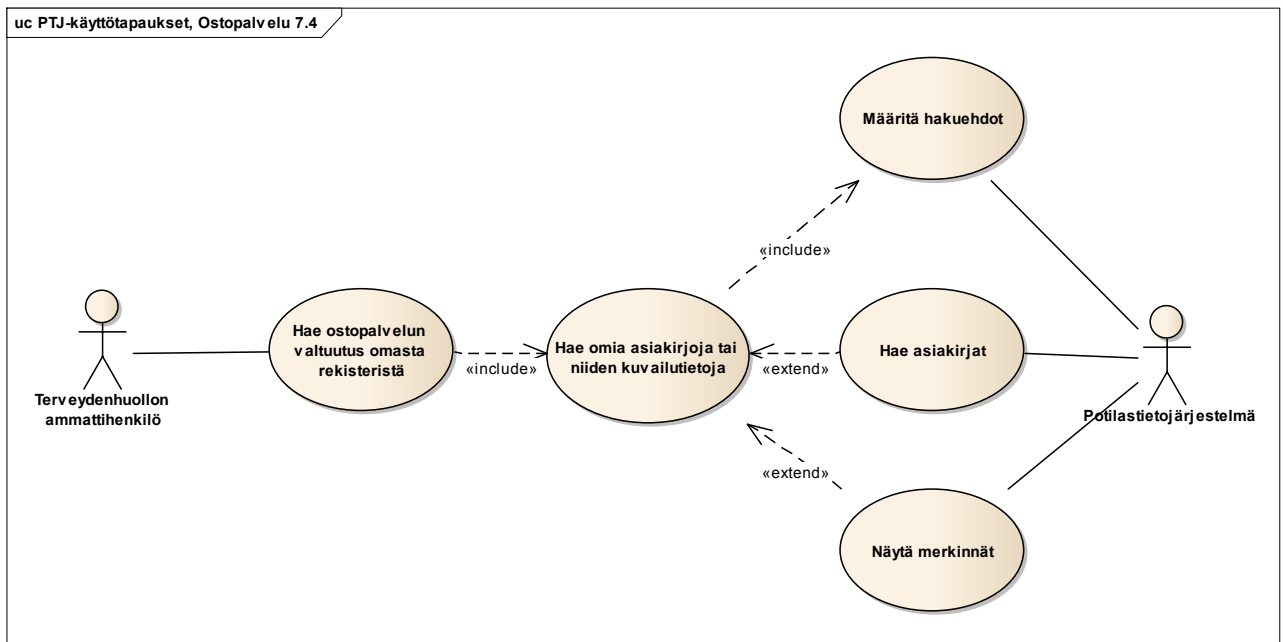 uc PTJ-käyttötapaukset, Ostopalvelu 7.4
Määritä hakuehdot
«include»
Hae ostopalvelun
valtuutus omasta
rekisteristä
«include»
Hae omia asiakirjoja tai
niiden kuvailutietoja
«extend»
Hae asiakirjat
Terveydenhuollon
ammattihenkilö
Potilastietojärjestelmä
«extend»
Näytä merkinnät